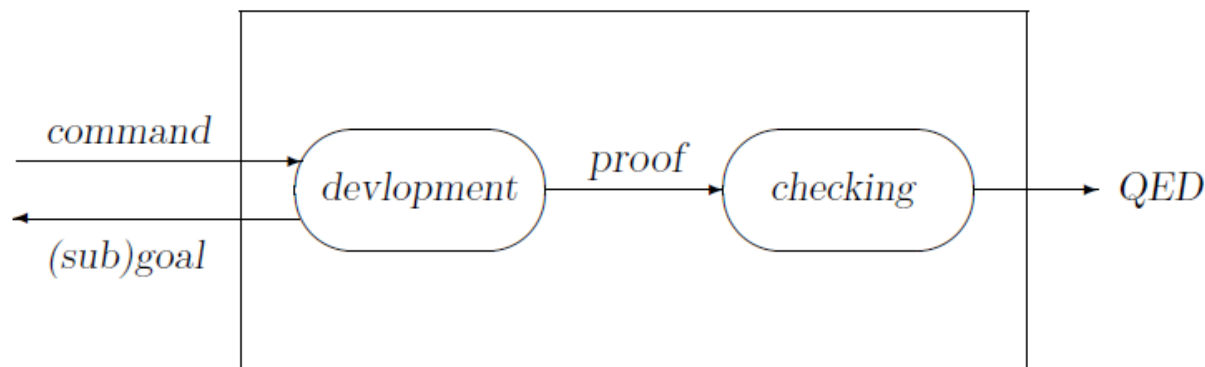 command
(sub)goal
devlopment
proof
checking
QED